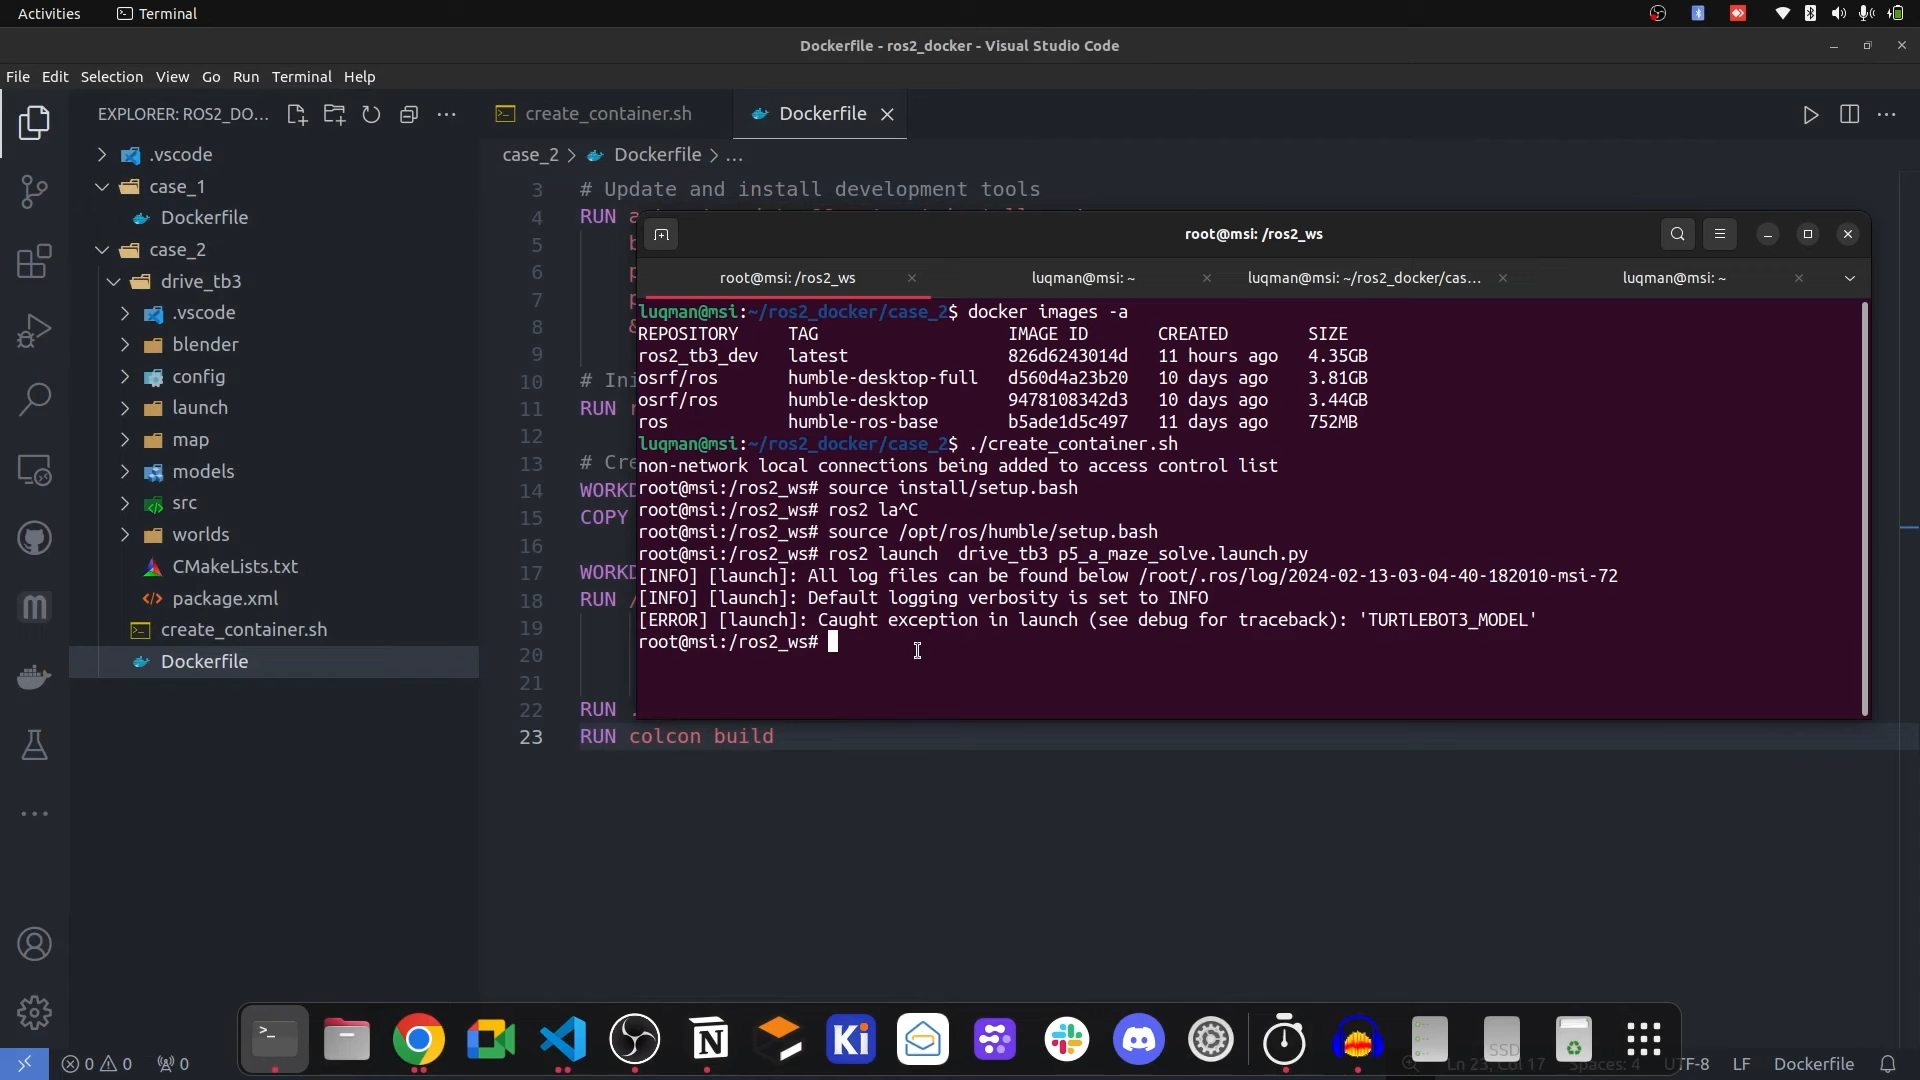 Activities
Terminal
Dockerfile - ros2_docker - Visual Studio Code
File Edit Selection View Go Run Terminal Help
EXPLORER: ROS2_DO...
create_container.sh
Dockerfile
.vscode
case_1
Dockerfile
case_2
drive_tb3
.vscode
blender
config
launch
map
models
src
worlds
CMakeLists.txt
package.xml
create_container.sh
Dockerfile
case_2 > Dockerfile > ...
3 # Update and install development tools
4 RUN
5
6
7
8
9
10 # Ini
11 RUN
12
13 # Cre
14 WORKD
15 COPY
16
17 WORKD
18 RUN /
19
20
21
22 RUN .
23 RUN colcon build
root@msi: /ros2_ws
root@msi: /ros2_ws
luqman@msi: ~
luqman@msi: ~/ros2_docker/cas...
luqman@msi: ~
luqman@msi:~/ros2_docker/case_2$ docker images -a
REPOSITORY TAG IMAGE ID CREATED SIZE
ros2_tb3_dev latest 826d6243014d 11 hours ago 4.35GB
osrf/ros humble-desktop-full d560d4a23b20 10 days ago 3.81GB
osrf/ros humble-desktop 9478108342d3 10 days ago 3.44GB
ros humble-ros-base b5ade1d5c497 11 days ago 752MB
luqman@msi:~/ros2_docker/case_2$ ./create_container.sh
non-network local connections being added to access control list
root@msi:/ros2_ws# source install/setup.bash
root@msi:/ros2_ws# ros2 la^C
root@msi:/ros2_ws# source /opt/ros/humble/setup.bash
root@msi:/ros2_ws# ros2 launch  drive_tb3 p5_a_maze_solve.launch.py
[INFO] [launch]: All log files can be found below /root/.ros/log/2024-02-13-03-04-40-182010-msi-72
[INFO] [launch]: Default logging verbosity is set to INFO
[ERROR] [launch]: Caught exception in launch (see debug for traceback): 'TURTLEBOT3_MODEL'
root@msi:/ros2_ws#
Ki
SSD
0 0 0
Ln 23, Col 17 Spaces: 4 UTF-8 LF Dockerfile